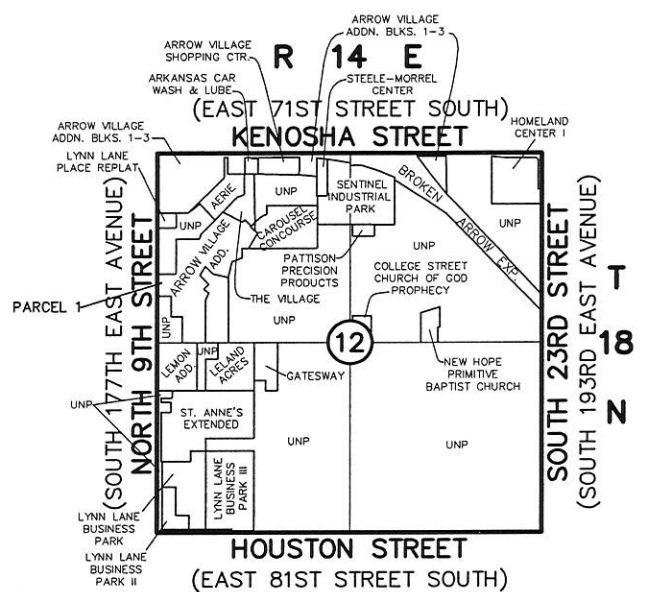 ARROW VILLAGE
ADDN. BLKS. 1-3
ARROW VILLAGE
SHOPPING CTR.
R 14 E
ARKANSAS CAR
WASH & LUBE
STEELE-MORREL
CENTER
(EAST 71ST STREET SOUTH)
KENOSHA STREET
HOMELAND
CENTER I
ARROW VILLAGE
ADDN. BLKS. 1-3
LYNN LANE
PLACE REPLAT
UNP
AERIE
UNP
SENTINEL
INDUSTRIAL
PARK
BROKEN
ARROW EXP.
UNP
CAROUSEL
CONCOURSE
ARROW VILLAGE
ADD.
PATTISON
PRECISION
PRODUCTS
UNP
COLLEGE STREET
CHURCH OF GOD
PROPHECY
PARCEL 1
THE VILLAGE
UNP
UNP
12
NEW HOPE
PRIMITIVE
BAPTIST CHURCH
LEMON
ADD.
UNP
LELAND
ACRES
GATESWAY
UNP
ST. ANNE'S
EXTENDED
UNP
UNP
LYNN LANE
BUSINESS
PARK III
LYNN LANE
BUSINESS
PARK
LYNN LANE
BUSINESS
PARK II
NORTH 9TH STREET
(SOUTH 177TH EAST AVENUE)
SOUTH 23RD STREET
(SOUTH 193RD EAST AVENUE)
T
18
N
HOUSTON STREET
(EAST 81ST STREET SOUTH)